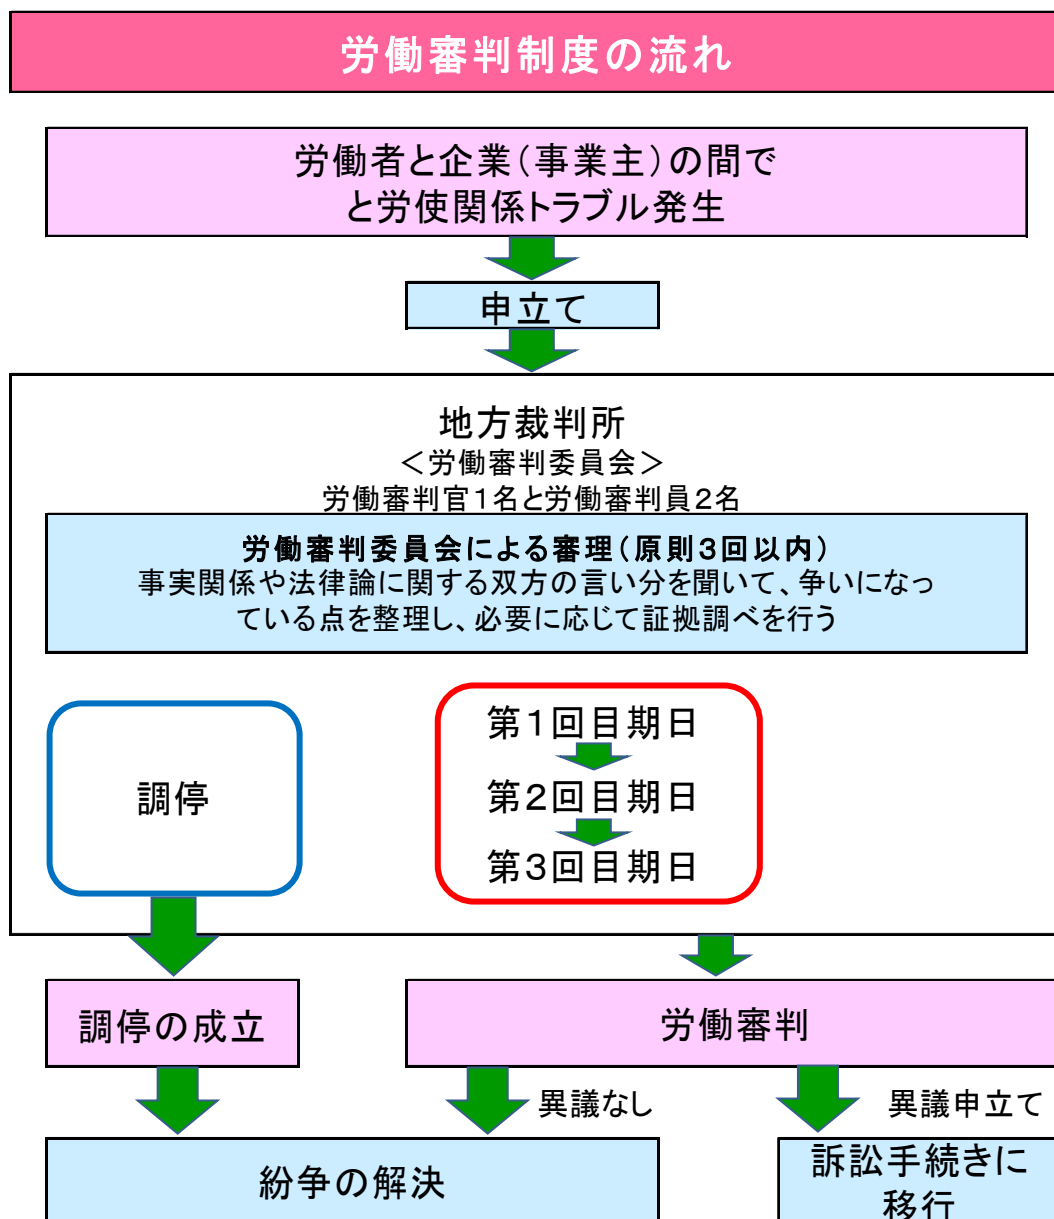 労働審判制度の流れ
労働者と企業(事業主)の間で
と労使関係トラブル発生
申立て
地方裁判所
＜労働審判委員会＞
労働審判官1名と労働審判員2名
労働審判委員会による審理(原則3回以内)
事実関係や法律論に関する双方の言い分を聞いて、争いになっ
ている点を整理し、必要に応じて証拠調べを行う
調停
第1回目期日
第2回目期日
第3回目期日
調停の成立
労働審判
異議なし
異議申立て
紛争の解決
訴訟手続きに
移行